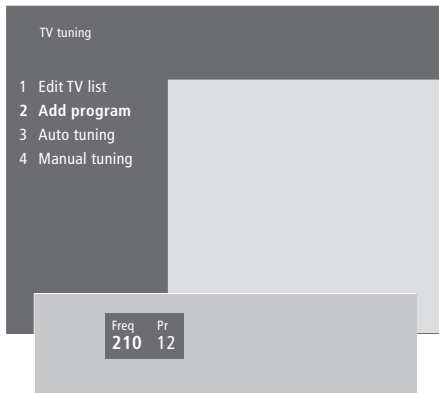 TV tuning
1 Edit TV list
2 Add program
3 Auto tuning
4 Manual tuning
Freq Pr
210 12